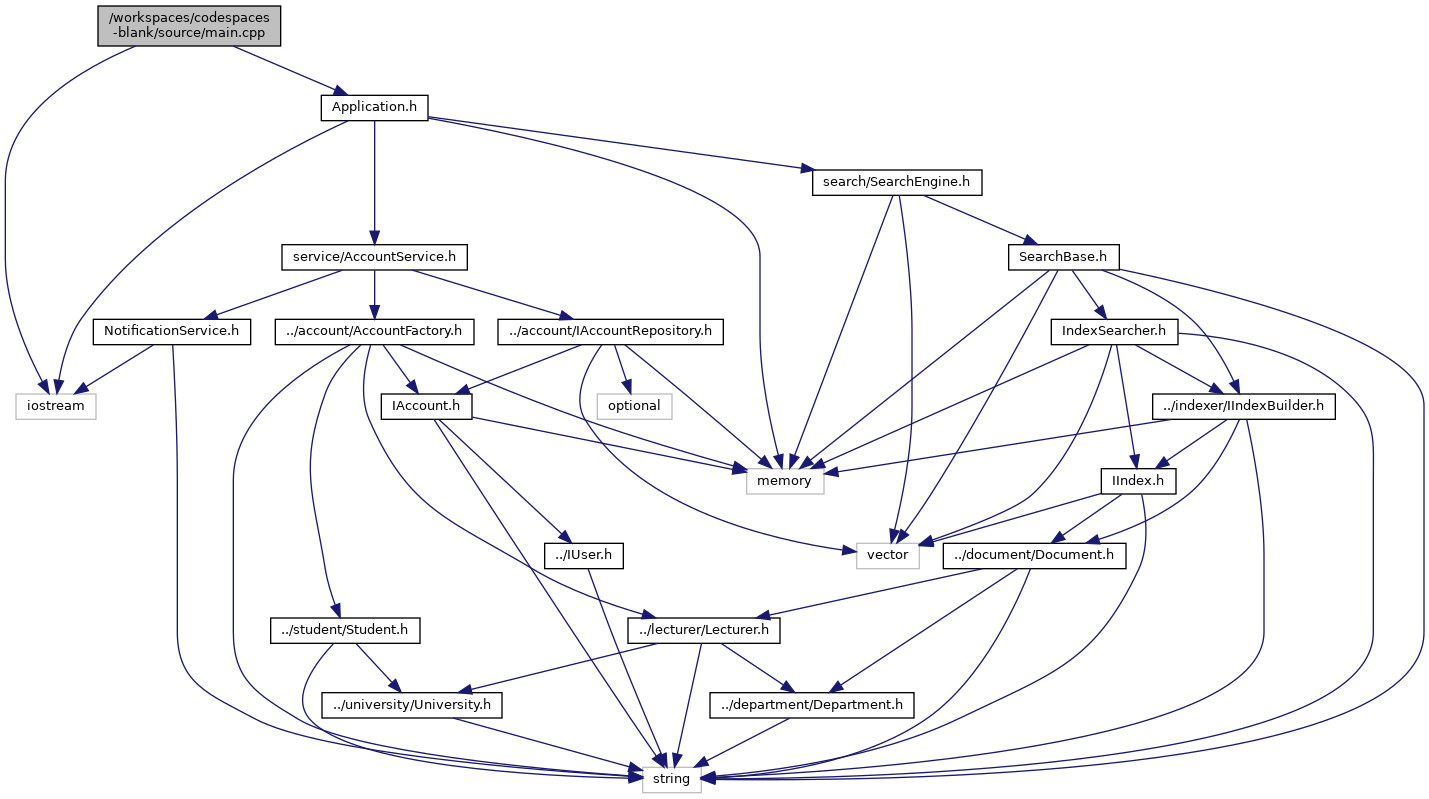 /workspaces/codespaces
-blank/source/main.cpp
Application.h
search/SearchEngine.h
service/AccountService.h
SearchBase.h
NotificationService.h
../account/AccountFactory.h
../account/IAccountRepository.h
IndexSearcher.h
iostream
IAccount.h
optional
../indexer/IIndexBuilder.h
memory
IIndex.h
../IUser.h
vector
../document/Document.h
../student/Student.h
../lecturer/Lecturer.h
../university/University.h
../department/Department.h
string